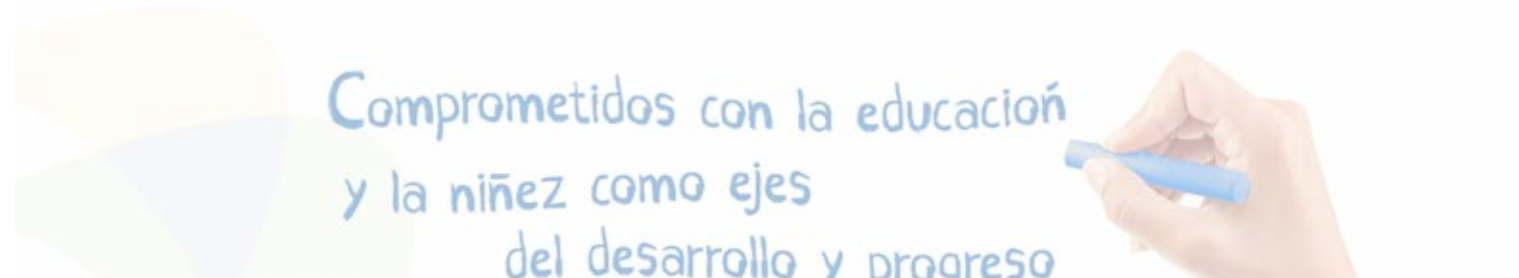 Comprometidos con la educación
y la niñez como ejes
del desarrollo y progreso